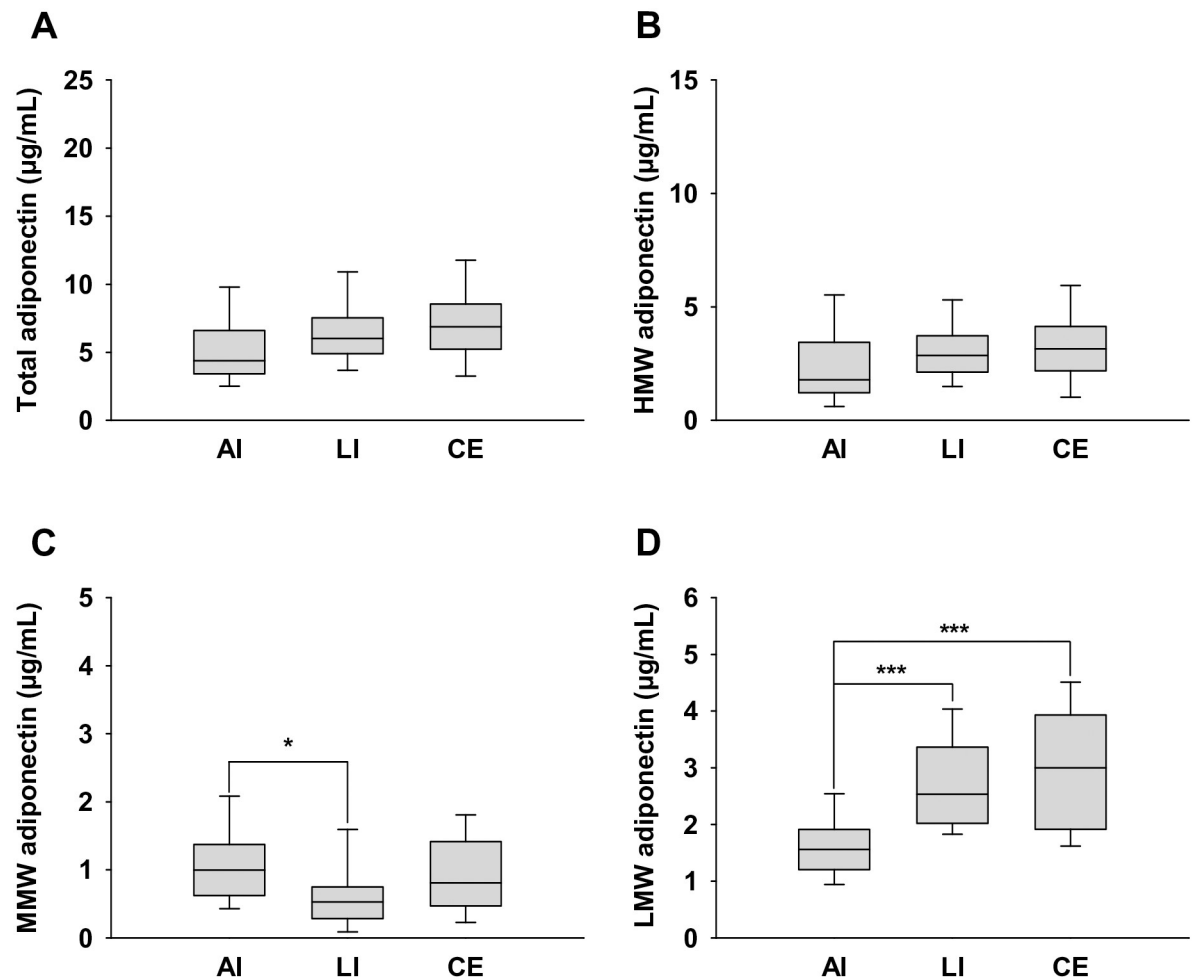 A
Total adiponectin (µg/mL)
25
20
15
10
5
0
AI LI CE
B
HMW adiponectin (µg/mL)
15
10
5
0
AI LI CE
C
MMW adiponectin (µg/mL)
5
4
3
2
1
0
*
AI LI CE
D
LMW adiponectin (µg/mL)
6
5
4
3
2
1
0
***
***
AI LI CE